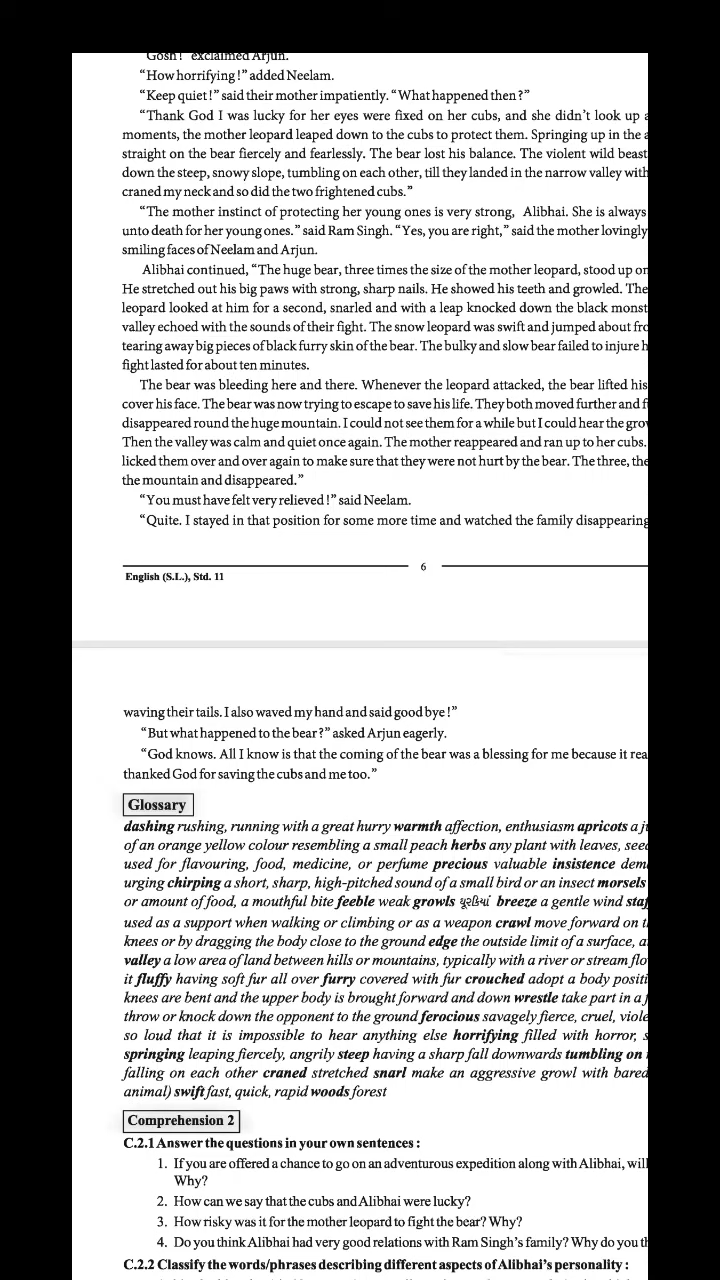 Gosh!" exclaimed Arjun.
"How horrifying!" added Neelam.
"Keep quiet!" said their mother impatiently. "What happened then?"
"Thank God I was lucky for her eyes were fixed on her cubs, and she didn't look up
moments, the mother leopard leaped down to the cubs to protect them. Springing up in the
straight on the bear fiercely and fearlessly. The bear lost his balance. The violent wild beast
down the steep, snowy slope, tumbling on each other, till they landed in the narrow valley with
craned my neck and so did the two frightened cubs."
"The mother instinct of protecting her young ones is very strong, Alibhai. She is always
unto death for her young ones." said Ram Singh. "Yes, you are right," said the mother lovingly
smiling faces of Neelam and Arjun.
Alibhai continued, "The huge bear, three times the size of the mother leopard, stood up on
He stretched out his big paws with strong, sharp nails. He showed his teeth and growled. The
leopard looked at him for a second, snarled and with a leap knocked down the black monst
valley echoed with the sounds of their fight. The snow leopard was swift and jumped about fro
tearing away big pieces of black furry skin of the bear. The bulky and slow bear failed to injure h
fight lasted for about ten minutes.
The bear was bleeding here and there. Whenever the leopard attacked, the bear lifted his
cover his face. The bear was now trying to escape to save his life. They both moved further and f
disappeared round the huge mountain. I could not see them for a while but I could hear the grow
Then the valley was calm and quiet once again. The mother reappeared and ran up to her cubs.
licked them over and over again to make sure that they were not hurt by the bear. The three, the
the mountain and disappeared."
"You must have felt very relieved!" said Neelam.
"Quite. I stayed in that position for some more time and watched the family disappearing
6
English (S.L.), Std. 11
waving their tails. I also waved my hand and said good bye!"
"But what happened to the bear?" asked Arjun eagerly.
"God knows. All I know is that the coming of the bear was a blessing for me because it rea
thanked God for saving the cubs and me too."
Glossary
dashing rushing, running with a great hurry warmth affection, enthusiasm apricots a ju
of an orange yellow colour resembling a small peach herbs any plant with leaves, seed
used for flavouring, food, medicine, or perfume precious valuable insistence dem
urging chirping a short, sharp, high-pitched sound of a small bird or an insect morsels
or amount of food, a mouthful bite feeble weak growls ઘૂરકિયાં breeze a gentle wind staf
used as a support when walking or climbing or as a weapon crawl move forward on t
knees or by dragging the body close to the ground edge the outside limit of a surface, a
valley a low area of land between hills or mountains, typically with a river or stream flo
it fluffy having soft fur all over furry covered with fur crouched adopt a body positi
knees are bent and the upper body is brought forward and down wrestle take part in a f
throw or knock down the opponent to the ground ferocious savagely fierce, cruel, viole
so loud that it is impossible to hear anything else horrifying filled with horror, s
springing leaping fiercely, angrily steep having a sharp fall downwards tumbling on
falling on each other craned stretched snarl make an aggressive growl with bared
animal) swift fast, quick, rapid woods forest
Comprehension 2
C.2.1 Answer the questions in your own sentences :
1. If you are offered a chance to go on an adventurous expedition along with Alibhai, will
Why?
2. How can we say that the cubs and Alibhai were lucky?
3. How risky was it for the mother leopard to fight the bear? Why?
4. Do you think Alibhai had very good relations with Ram Singh's family? Why do you th
C.2.2 Classify the words/phrases describing different aspects of Alibhai's personality :